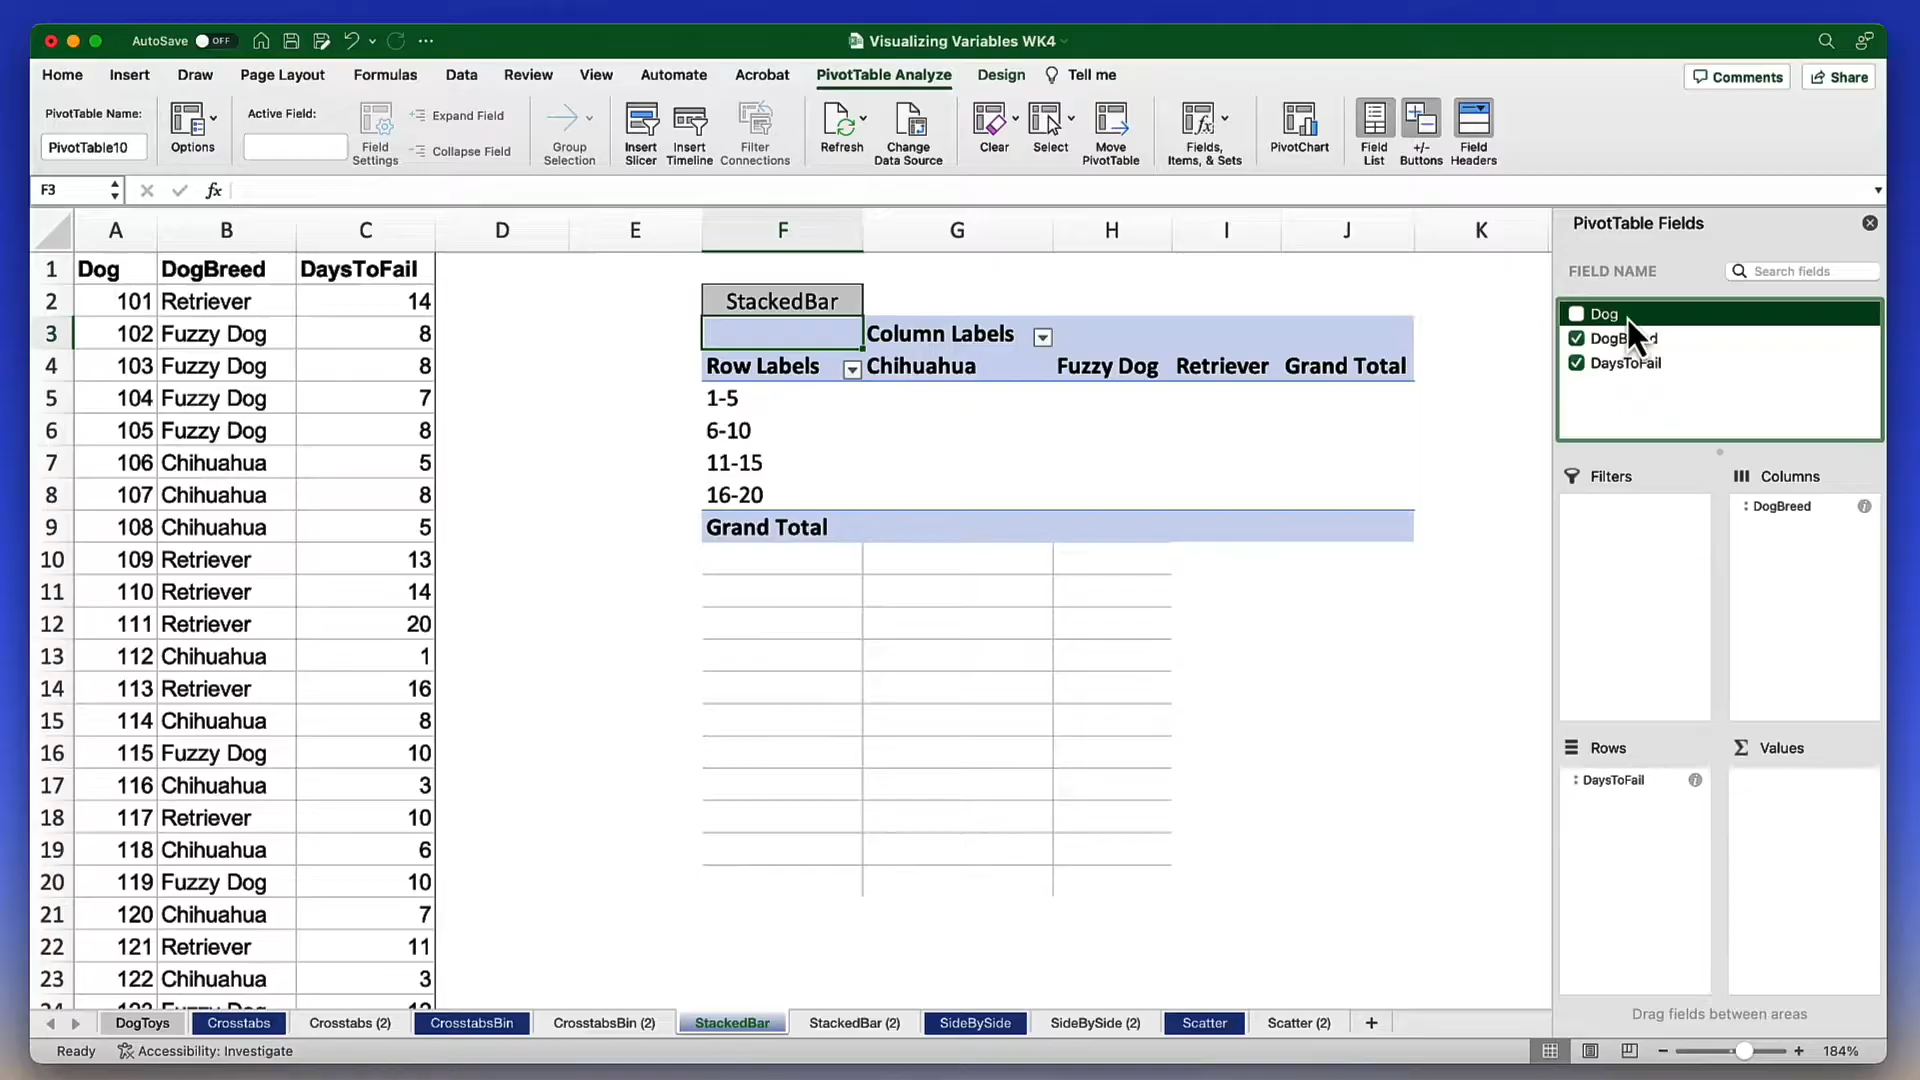 AutoSave OFF Visualizing Variables WK4
Home Insert Draw Page Layout Formulas Data Review View Automate Acrobat PivotTable Analyze Design Tell me Comments Share
PivotTable Name: PivotTable10 Options Active Field: Field Settings Expand Field Collapse Field Group Selection Insert Slicer Insert Timeline Filter Connections Refresh Change Data Source Clear Select Move PivotTable Fields, Items, & Sets PivotChart Field List +/- Buttons Field Headers
F3 fx
A B C D E F G H I J K
1 Dog DogBreed DaysToFail
2 101 Retriever 14 StackedBar
3 102 Fuzzy Dog 8 Column Labels
4 103 Fuzzy Dog 8 Row Labels Chihuahua Fuzzy Dog Retriever Grand Total
5 104 Fuzzy Dog 7 1-5
6 105 Fuzzy Dog 8 6-10
7 106 Chihuahua 5 11-15
8 107 Chihuahua 8 16-20
9 108 Chihuahua 5 Grand Total
10 109 Retriever 13
11 110 Retriever 14
12 111 Retriever 20
13 112 Chihuahua 1
14 113 Retriever 16
15 114 Chihuahua 8
16 115 Fuzzy Dog 10
17 116 Chihuahua 3
18 117 Retriever 10
19 118 Chihuahua 6
20 119 Fuzzy Dog 10
21 120 Chihuahua 7
22 121 Retriever 11
23 122 Chihuahua 3
PivotTable Fields
FIELD NAME Search fields
Dog
DogBreed
DaysToFail
Filters Columns
DogBreed
Rows Values
DaysToFail
Drag fields between areas
DogToys Crosstabs Crosstabs (2) CrosstabsBin CrosstabsBin (2) StackedBar StackedBar (2) SideBySide SideBySide (2) Scatter Scatter (2)
Ready Accessibility: Investigate 184%